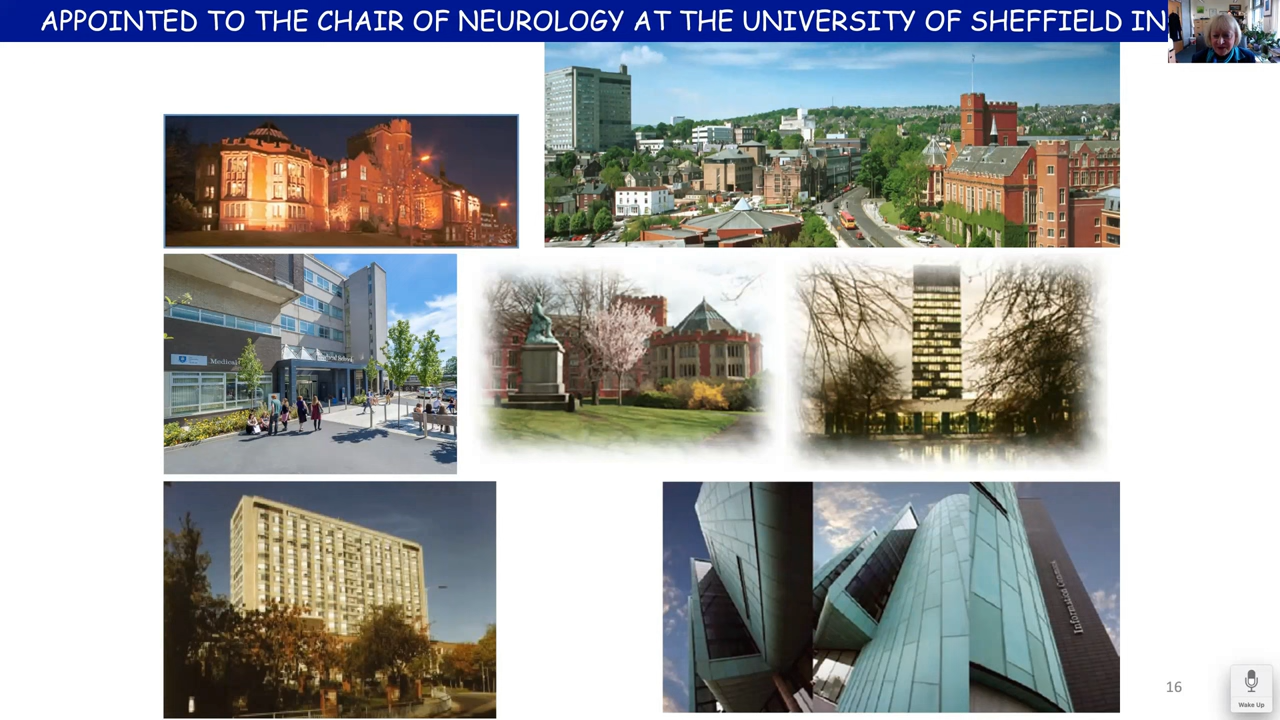 APPOINTED TO THE CHAIR OF NEUROLOGY AT THE UNIVERSITY OF SHEFFIELD IN
Medical
Information Commons
16
Wake Up